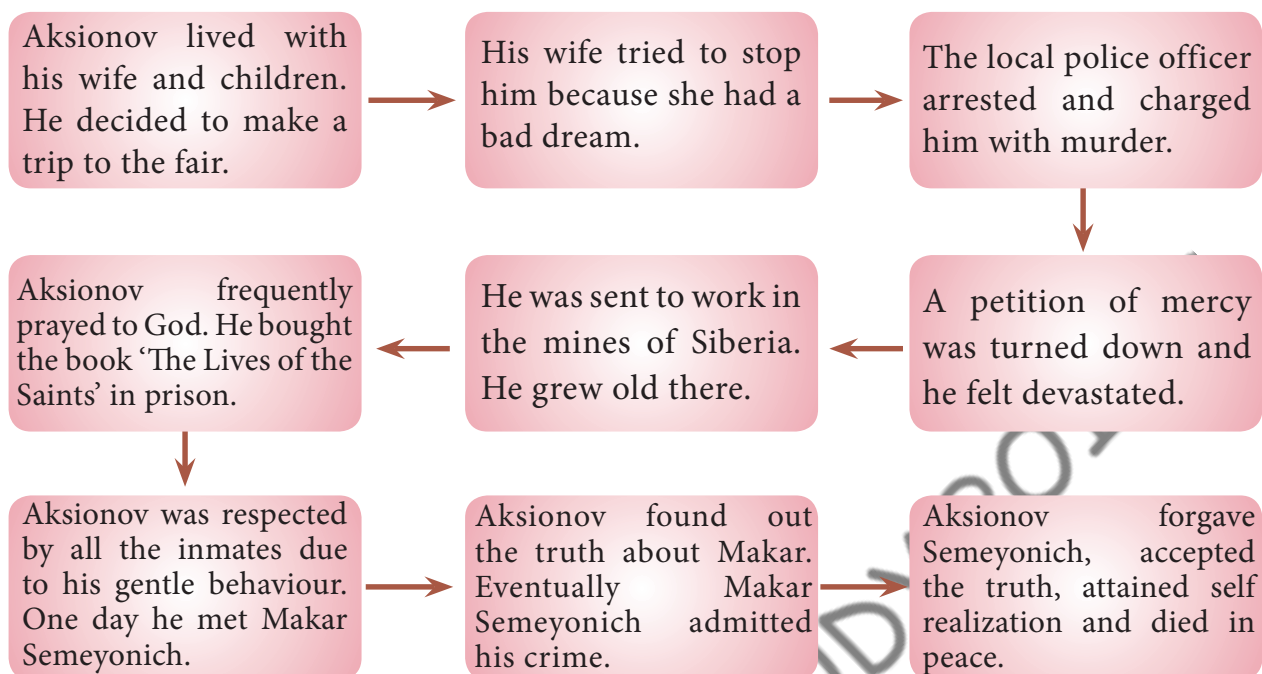 Aksionov lived with
his wife and children.
He decided to make a
trip to the fair.
His wife tried to stop
him because she had a
bad dream.
The local police officer
arrested and charged
him with murder.
A petition of mercy
was turned down and
he felt devastated.
He was sent to work in
the mines of Siberia.
He grew old there.
Aksionov frequently
prayed to God. He bought
the book ‘The Lives of the
Saints’ in prison.
Aksionov was respected
by all the inmates due
to his gentle behaviour.
One day he met Makar
Semeyonich.
Aksionov found out
the truth about Makar.
Eventually Makar
Semeyonich admitted
his crime.
Aksionov forgave
Semeyonich, accepted
the truth, attained self
realization and died in
peace.